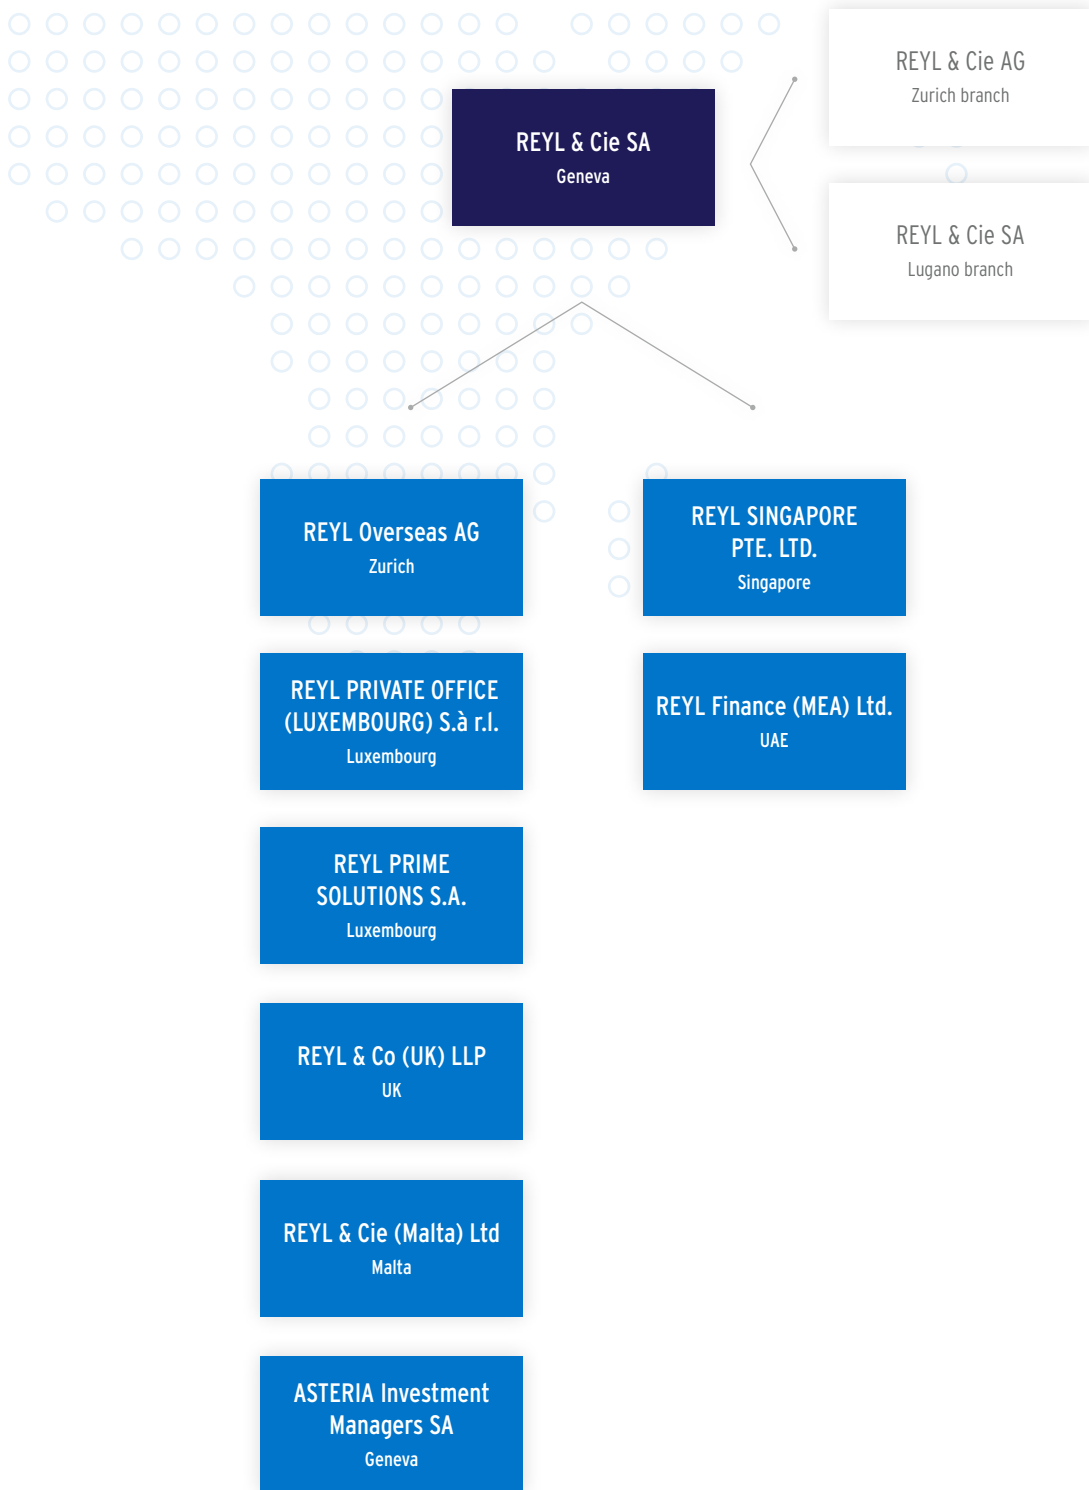 REYL & Cie AG
Zurich branch
REYL & Cie SA
Geneva
REYL & Cie SA
Lugano branch
REYL Overseas AG
Zurich
REYL SINGAPORE
PTE. LTD.
Singapore
REYL PRIVATE OFFICE
(LUXEMBOURG) S.à r.l.
Luxembourg
REYL Finance (MEA) Ltd.
UAE
REYL PRIME
SOLUTIONS S.A.
Luxembourg
REYL & Co (UK) LLP
UK
REYL & Cie (Malta) Ltd
Malta
ASTERIA Investment
Managers SA
Geneva